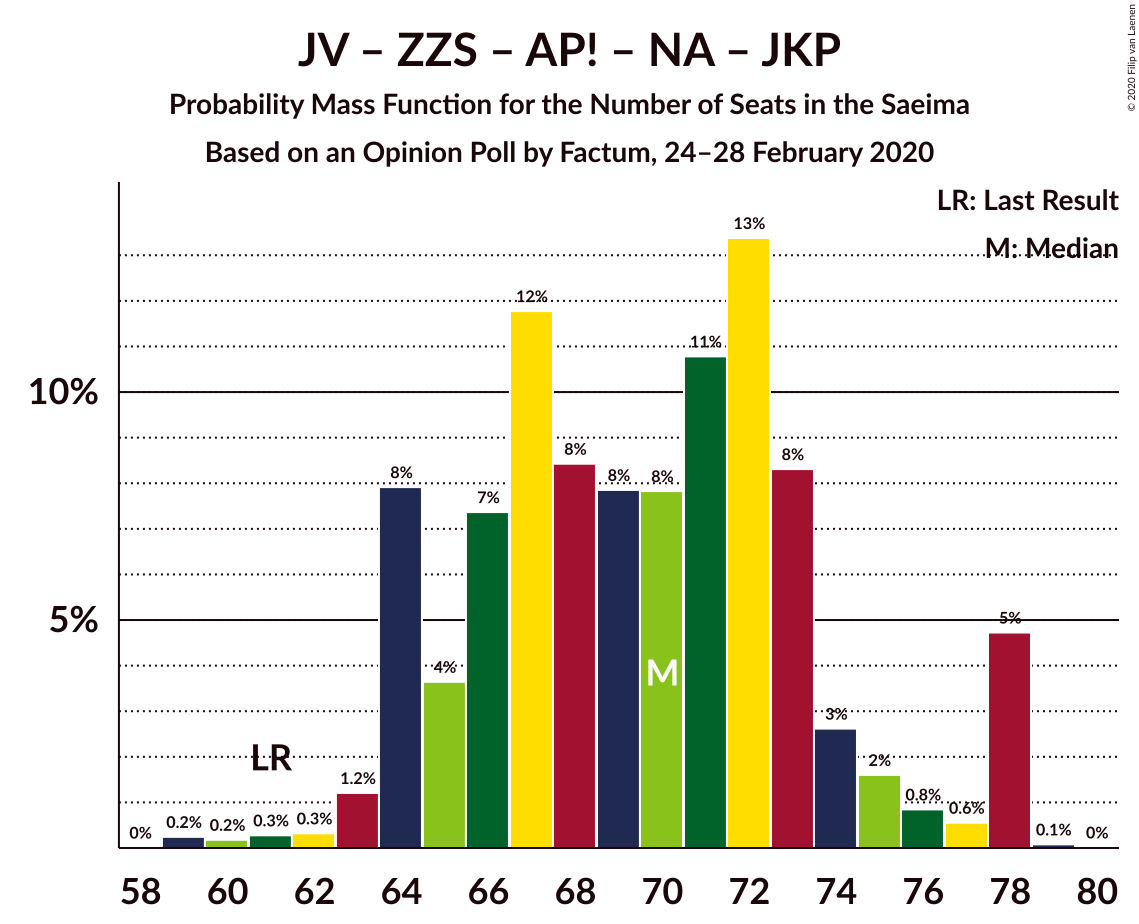 JV – ZZS – AP! – NA – JKP
Probability Mass Function for the Number of Seats in the Saeima
Based on an Opinion Poll by Factum, 24–28 February 2020
© 2020 Filip van Laenen
LR: Last Result
M: Median
10%
5%
0%
0.2%
0.2%
0.3%
0.3%
1.2%
8%
4%
7%
12%
8%
8%
8%
11%
13%
8%
3%
2%
0.8%
0.6%
5%
0.1%
0%
LR
M
58 60 62 64 66 68 70 72 74 76 78 80